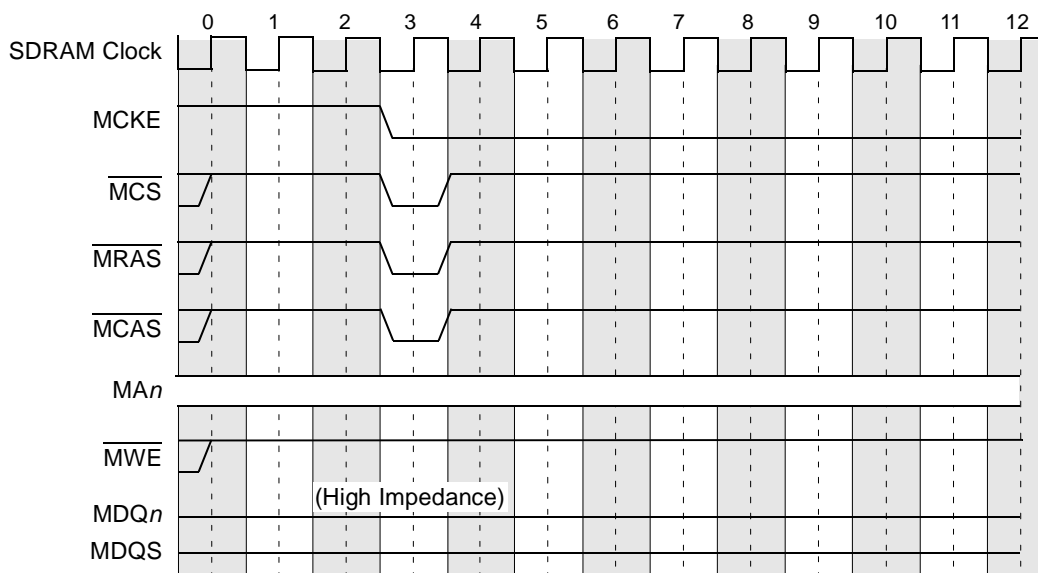 0 1 2 3 4 5 6 7 8 9 10 11 12
SDRAM Clock
MCKE
MCS
MRAS
MCAS
MAn
MWE
(High Impedance)
MDQn
MDQS